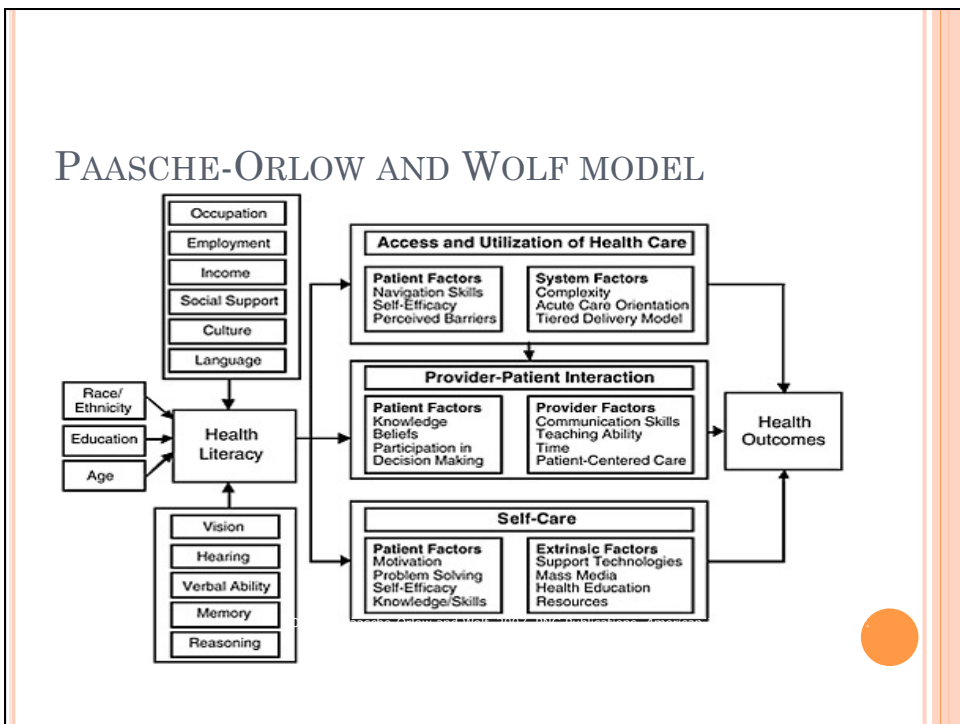 PAASCHE-ORLOW AND WOLF MODEL
Occupation
Employment
Income
Social Support
Culture
Language
Race/
Ethnicity
Education
Age
Health
Literacy
Vision
Hearing
Verbal Ability
Memory
Reasoning
Access and Utilization of Health Care
Patient Factors
Navigation Skills
Self-Efficacy
Perceived Barriers
System Factors
Complexity
Acute Care Orientation
Tiered Delivery Model
Provider-Patient Interaction
Patient Factors
Knowledge
Beliefs
Participation in
Decision Making
Provider Factors
Communication Skills
Teaching Ability
Time
Patient-Centered Care
Self-Care
Patient Factors
Motivation
Problem Solving
Self-Efficacy
Knowledge/Skills
Extrinsic Factors
Support Technologies
Mass Media
Health Education
Resources
Health
Outcomes